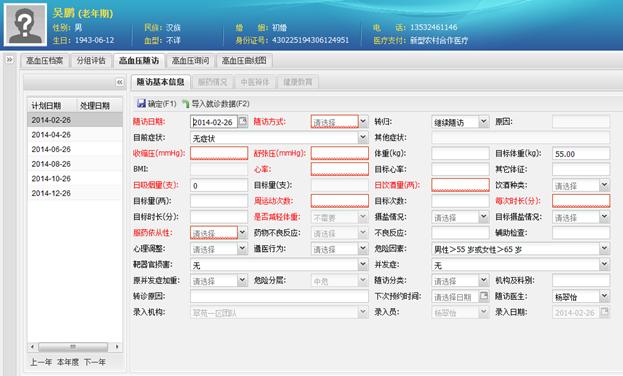 吴鹏 (老年期)
性别: 男 民族: 汉族 婚姻: 初婚 电话: 13532461146
生日: 1943-06-12 血型: 不详 身份证号: 430225194306124951 医疗支付: 新型农村合作医疗
高血压档案 分组评估 高血压随访 高血压询问 高血压曲线图
随访基本信息 服药情况 中医辨体 健康教育
计划日期 处理日期
2014-02-26
2014-04-26
2014-06-26
2014-08-26
2014-10-26
2014-12-26
上一年 本年度 下一年
确定(F1) 导入就诊数据(F2)
随访日期: 2014-02-26 随访方式: 请选择 转归: 继续随访 原因:
目前症状: 无症状 其他症状:
收缩压(mmHg): 舒张压(mmHg): 体重(kg): 目标体重(kg): 55.00
BMI: 心率: 目标心率: 其它体征:
日吸烟量(支): 0 目标量(支): 日饮酒量(两): 饮酒种类: 请选择
目标量(两): 周运动次数: 目标次数: 每次时长(分):
目标时长(分): 是否减轻体重: 不需要 摄盐情况: 请选择 目标摄盐情况: 请选择
服药依从性: 请选择 药物不良反应: 请选择 不良反应: 辅助检查:
心理调整: 请选择 遵医行为: 请选择 危险因素: 男性>55岁或女性>65岁
靶器官损害: 无 并发症: 无
原并发症加重: 请选择 危险分层: 中危 随访分类: 请选择 机构及科别:
转诊原因: 下次预约时间: 请选择日期 随访医生: 杨翠怡
录入机构: 翠苑一区团队 录入员: 杨翠怡 录入日期: 2014-02-26